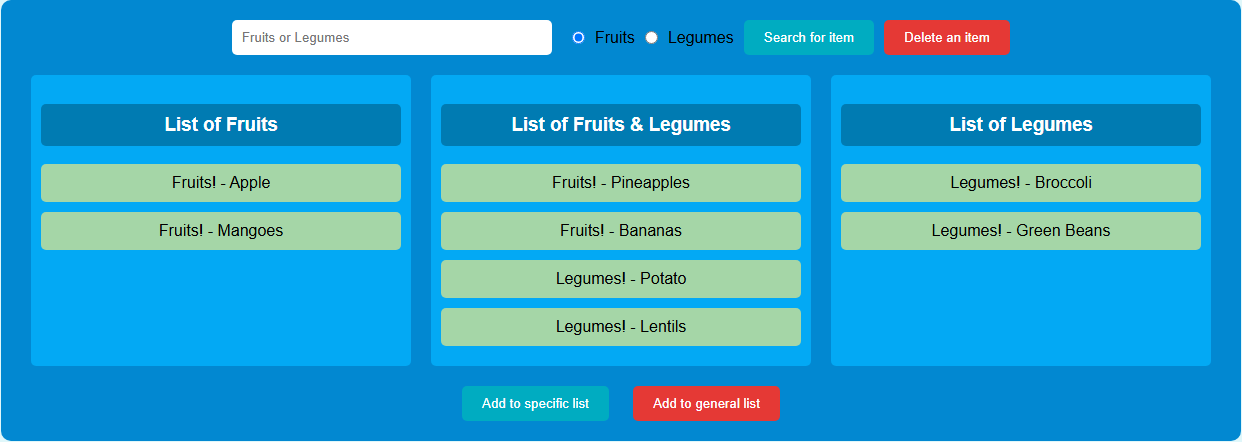 Fruits or Legumes
Fruits
Legumes
Search for item
Delete an item
List of Fruits
Fruits! - Apple
Fruits! - Mangoes
List of Fruits & Legumes
Fruits! - Pineapples
Fruits! - Bananas
Legumes! - Potato
Legumes! - Lentils
List of Legumes
Legumes! - Broccoli
Legumes! - Green Beans
Add to specific list
Add to general list